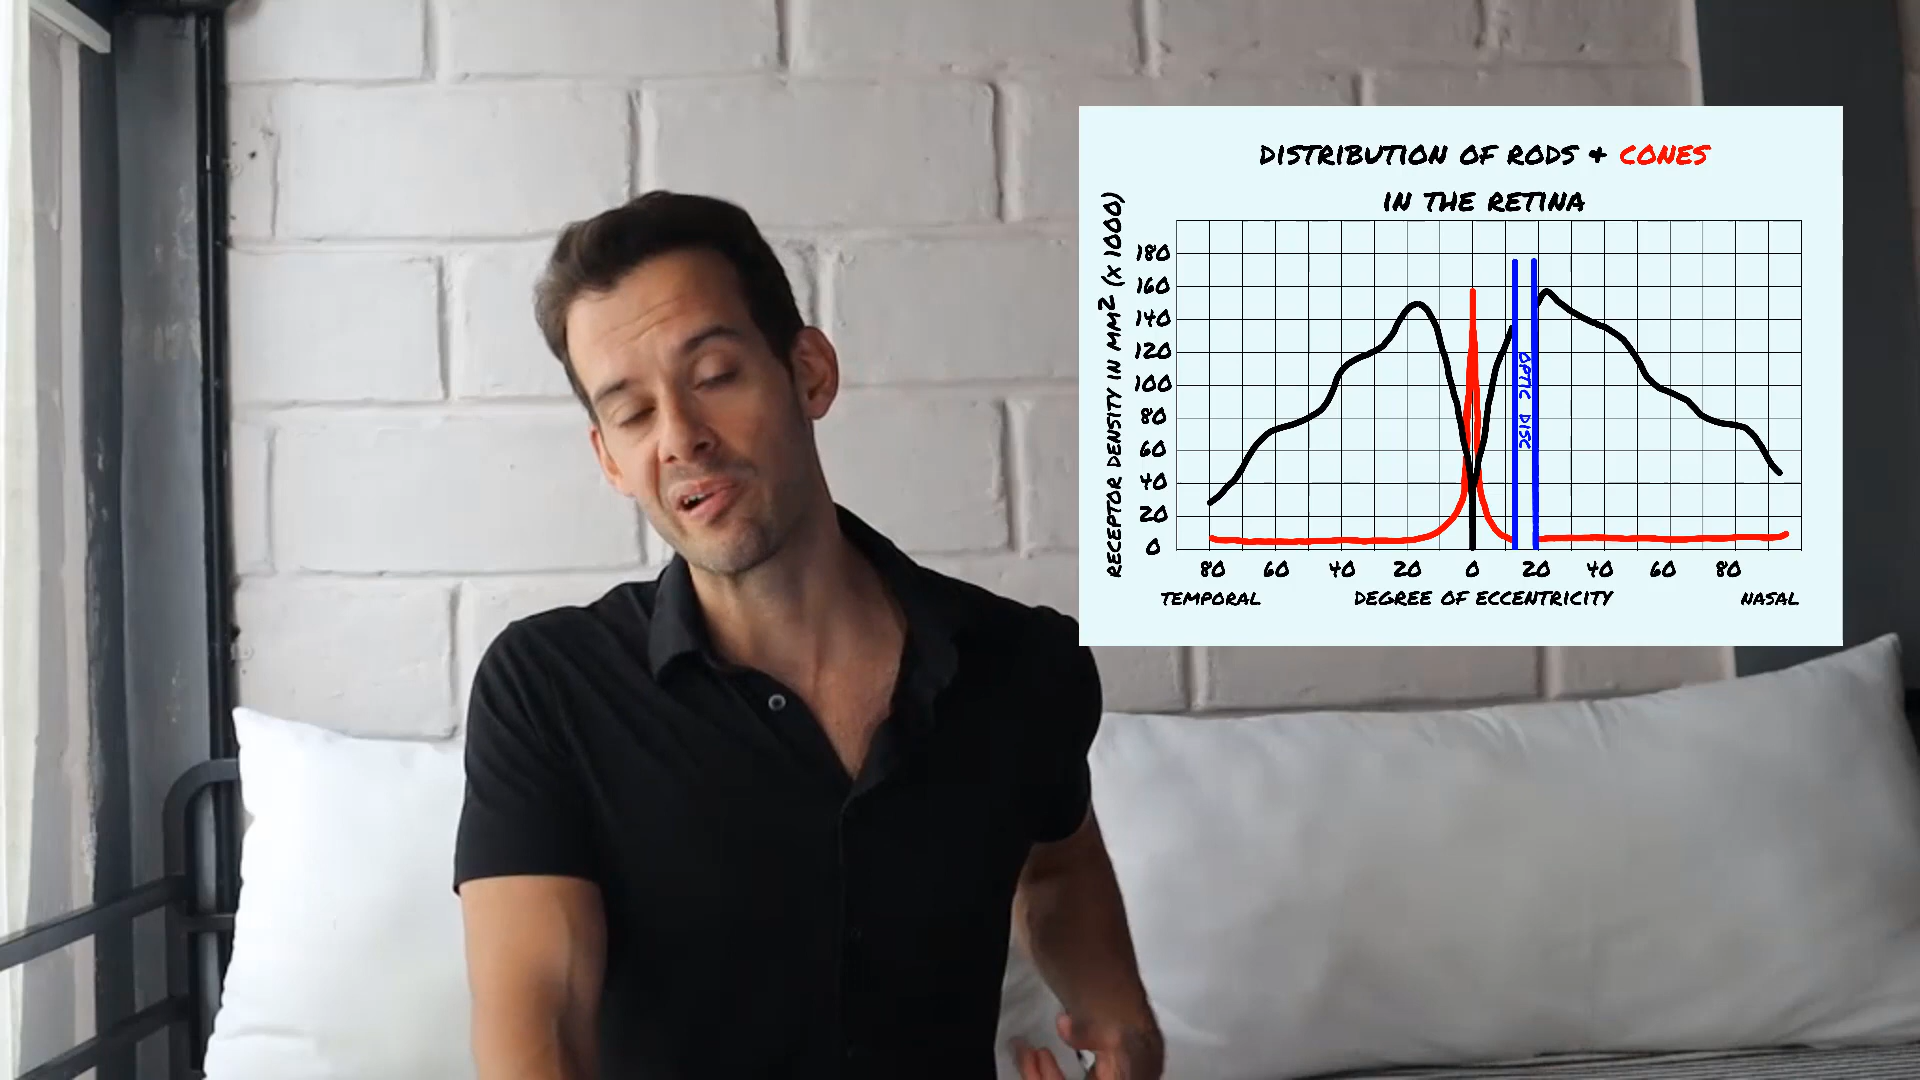 DISTRIBUTION OF RODS + CONES
IN THE RETINA
RECEPTOR DENSITY IN MM2 (X 1000)
180
160
140
120
100
80
60
40
20
0
OPTIC DISC
80 60 40 20 0 20 40 60 80
TEMPORAL DEGREE OF ECCENTRICITY NASAL